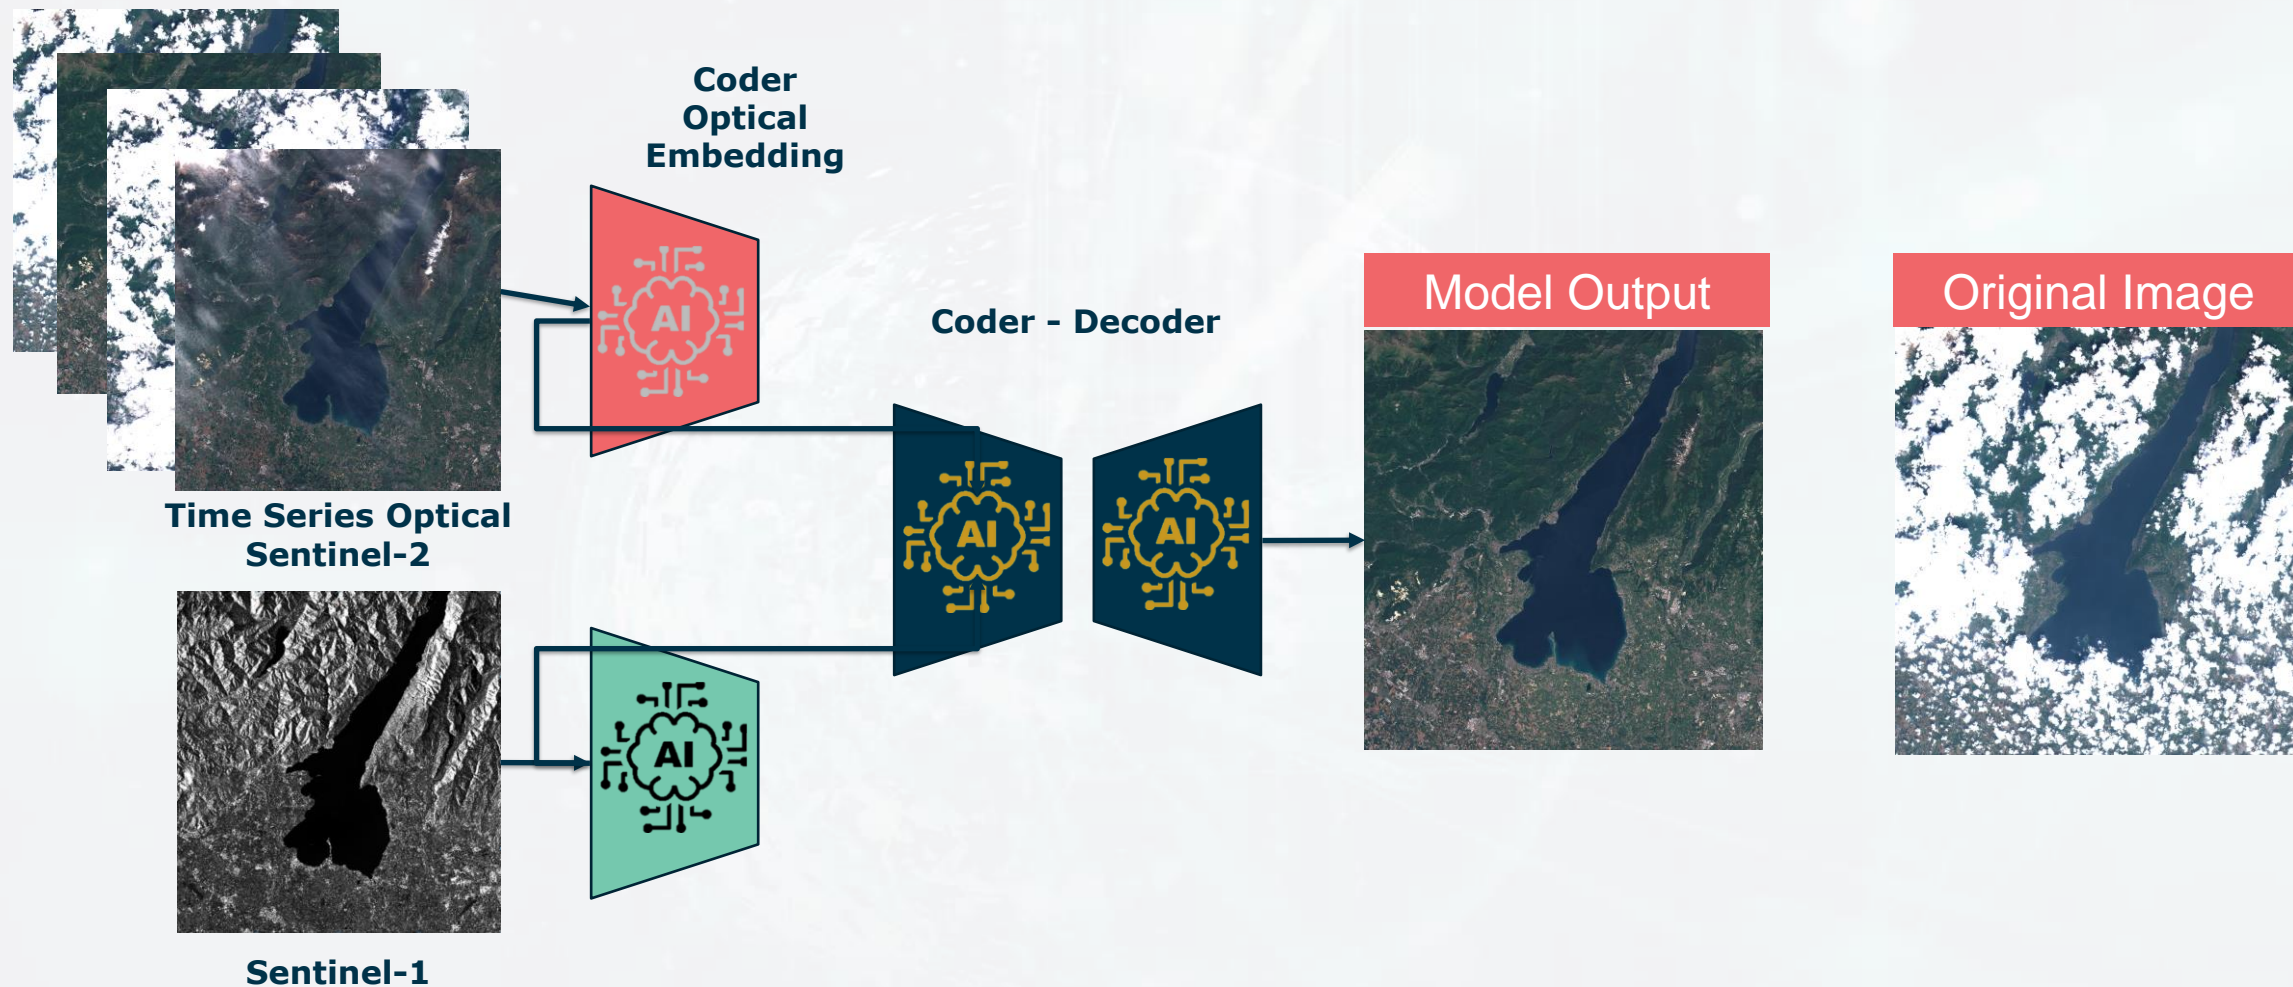 Coder
Optical
Embedding
Time Series Optical
Sentinel-2
AI
Sentinel-1
AI
Coder - Decoder
AI
AI
Model Output
Original Image